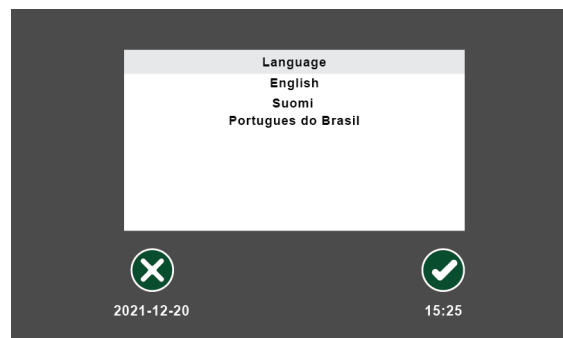 Language
English
Suomi
Portugues do Brasil
2021-12-20
15:25